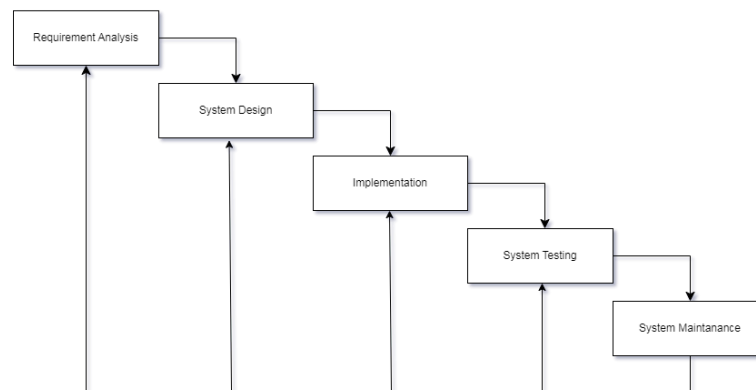 Requirement Analysis
System Design
Implementation
System Testing
System Maintanance